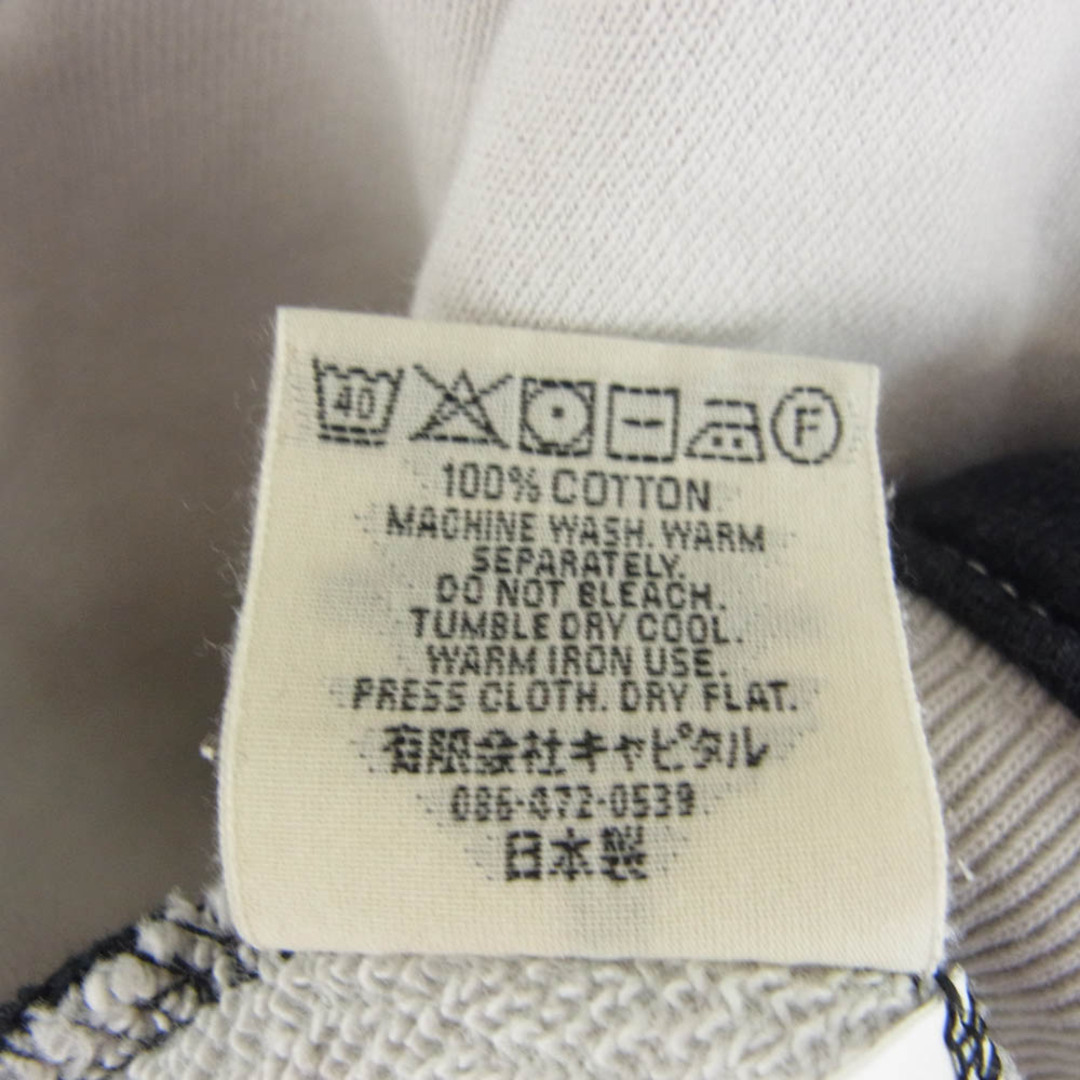 40 F
100% COTTON
MACHINE WASH. WARM
SEPARATELY.
DO NOT BLEACH.
TUMBLE DRY COOL.
WARM IRON USE.
PRESS CLOTH. DRY FLAT.
有限会社キャピタル
086-472-0539
日本製